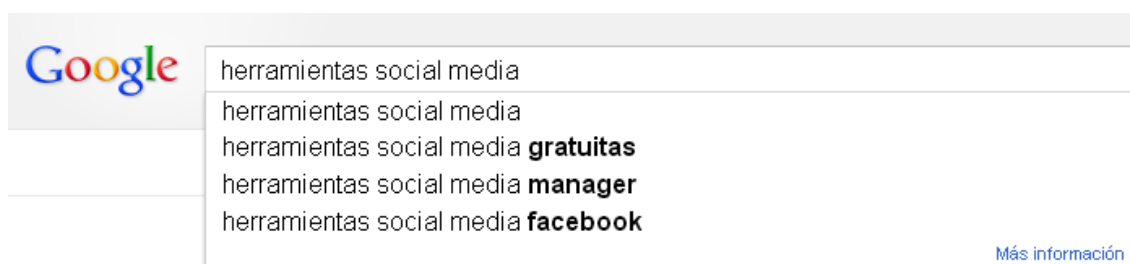 Google
herramientas social media
herramientas social media
herramientas social media gratuitas
herramientas social media manager
herramientas social media facebook
Más información